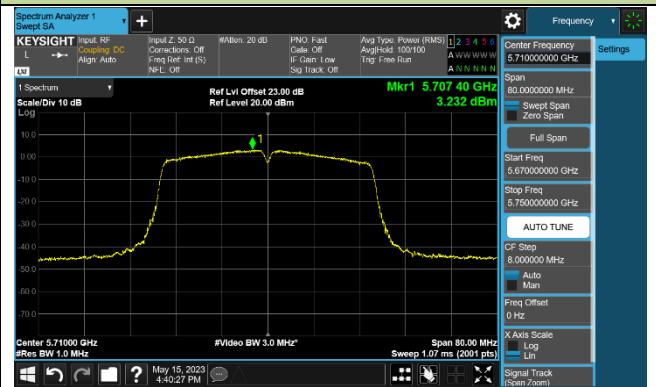 Spectrum Analyzer 1
Swept SA
+
Frequency
KEYSIGHT
L
LXI
Input: RF
Coupling: DC
Align: Auto
Input Z: 50 Ω
Corrections: Off
Freq Ref: Int (S)
NFE: Off
#Atten: 20 dB
PNO: Fast
Gate: Off
IF Gain: Low
Sig Track: Off
Avg Type: Power (RMS)
Avg|Hold: 100/100
Trig: Free Run
1 2 3 4 5 6
A W W W W W
A N N N N N
1 Spectrum
Scale/Div 10 dB
Log
Ref Lvl Offset 23.00 dB
Ref Level 20.00 dBm
Mkr1 5.707 40 GHz
3.232 dBm
1
10.0
0.00
-10.0
-20.0
-30.0
-40.0
-50.0
-60.0
-70.0
Center 5.71000 GHz
#Res BW 1.0 MHz
#Video BW 3.0 MHz*
Span 80.00 MHz
Sweep 1.07 ms (2001 pts)
May 15, 2023
4:40:27 PM
?
Center Frequency
5.710000000 GHz
Settings
Span
80.0000000 MHz
Swept Span
Zero Span
Full Span
Start Freq
5.670000000 GHz
Stop Freq
5.750000000 GHz
AUTO TUNE
CF Step
8.000000 MHz
Auto
Man
Freq Offset
0 Hz
X Axis Scale
Log
Lin
Signal Track
(Span Zoom)